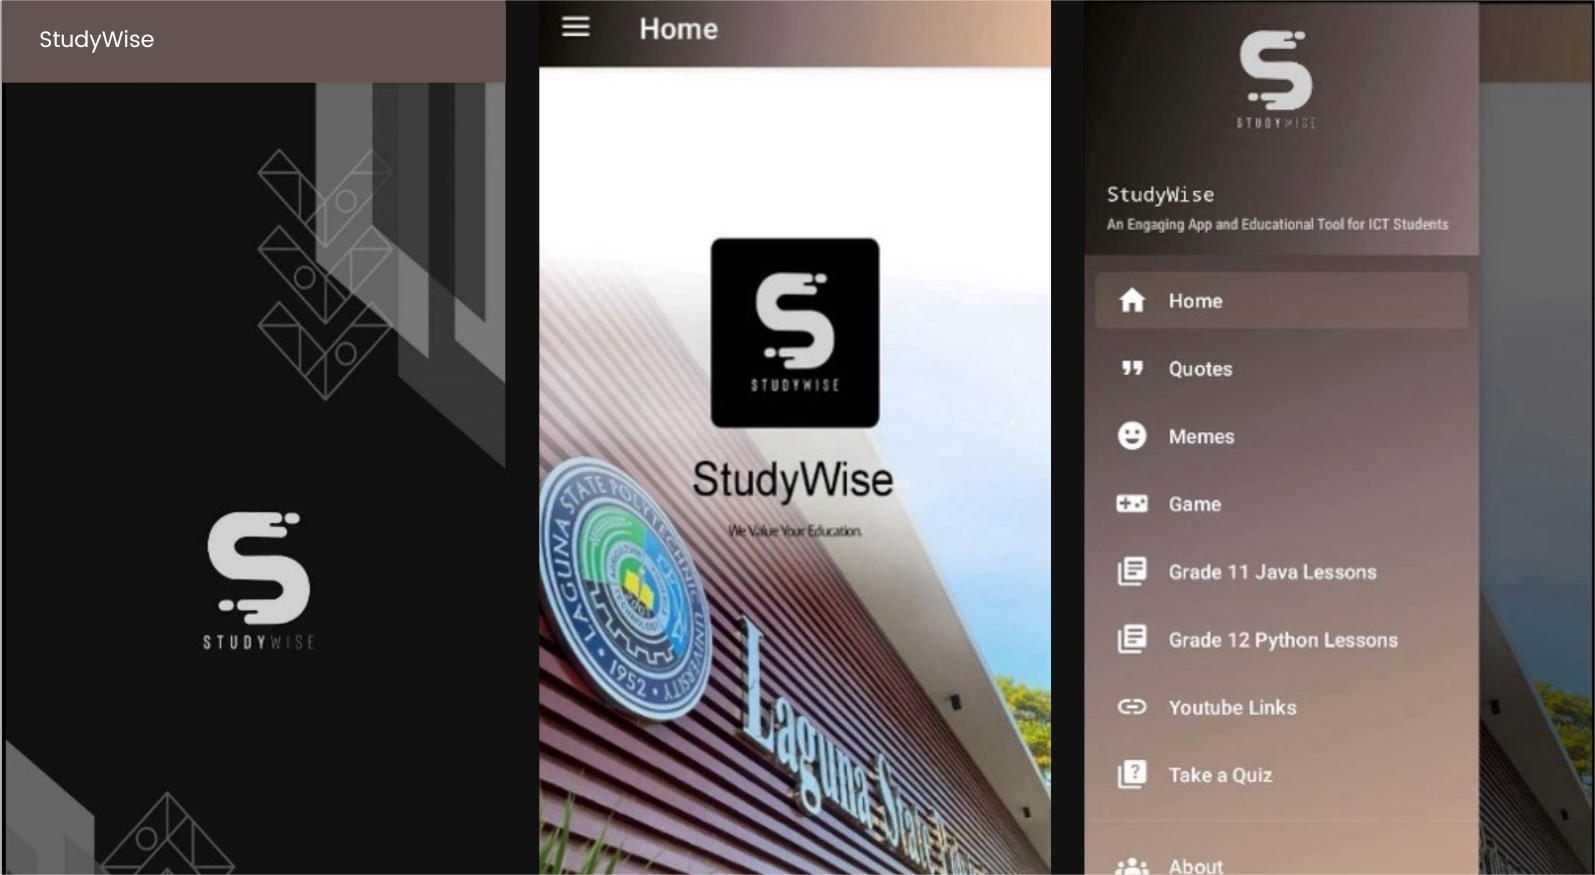 StudyWise
STUDYWISE
Home
STUDYWISE
StudyWise
We Value Your Education.
LAGUNA STATE POLYTECHNIC UNIVERSITY
1952
Laguna State
STUDYWISE
StudyWise
An Engaging App and Educational Tool for ICT Students
Home
Quotes
Memes
Game
Grade 11 Java Lessons
Grade 12 Python Lessons
Youtube Links
Take a Quiz
About